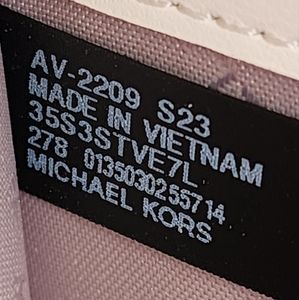 AV-2209 S23
MADE IN VIETNAM
35S3STVE7L
278 0135030255714
MICHAEL KORS